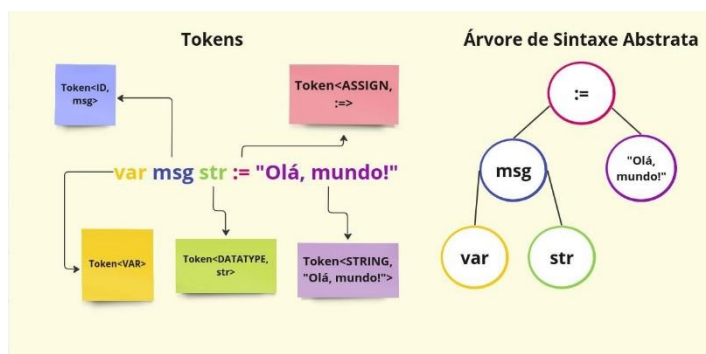 Tokens
Árvore de Sintaxe Abstrata
Token<ID,
msg>
Token<ASSIGN,
:=>
var msg str := "Olá, mundo!"
Token<VAR>
Token<DATATYPE,
str>
Token<STRING,
"Olá, mundo!">
:=
msg
"Olá,
mundo!"
var
str